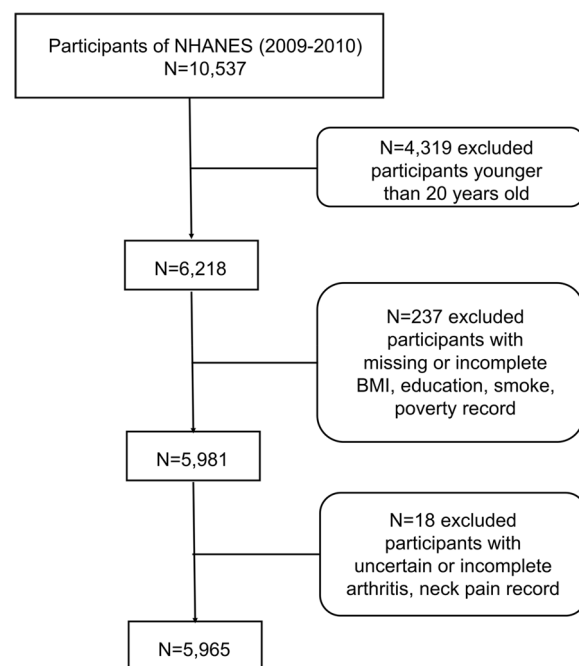 Participants of NHANES (2009-2010)
N=10,537
N=4,319 excluded
participants younger
than 20 years old
N=6,218
N=237 excluded
participants with
missing or incomplete
BMI, education, smoke,
poverty record
N=5,981
N=18 excluded
participants with
uncertain or incomplete
arthritis, neck pain record
N=5,965